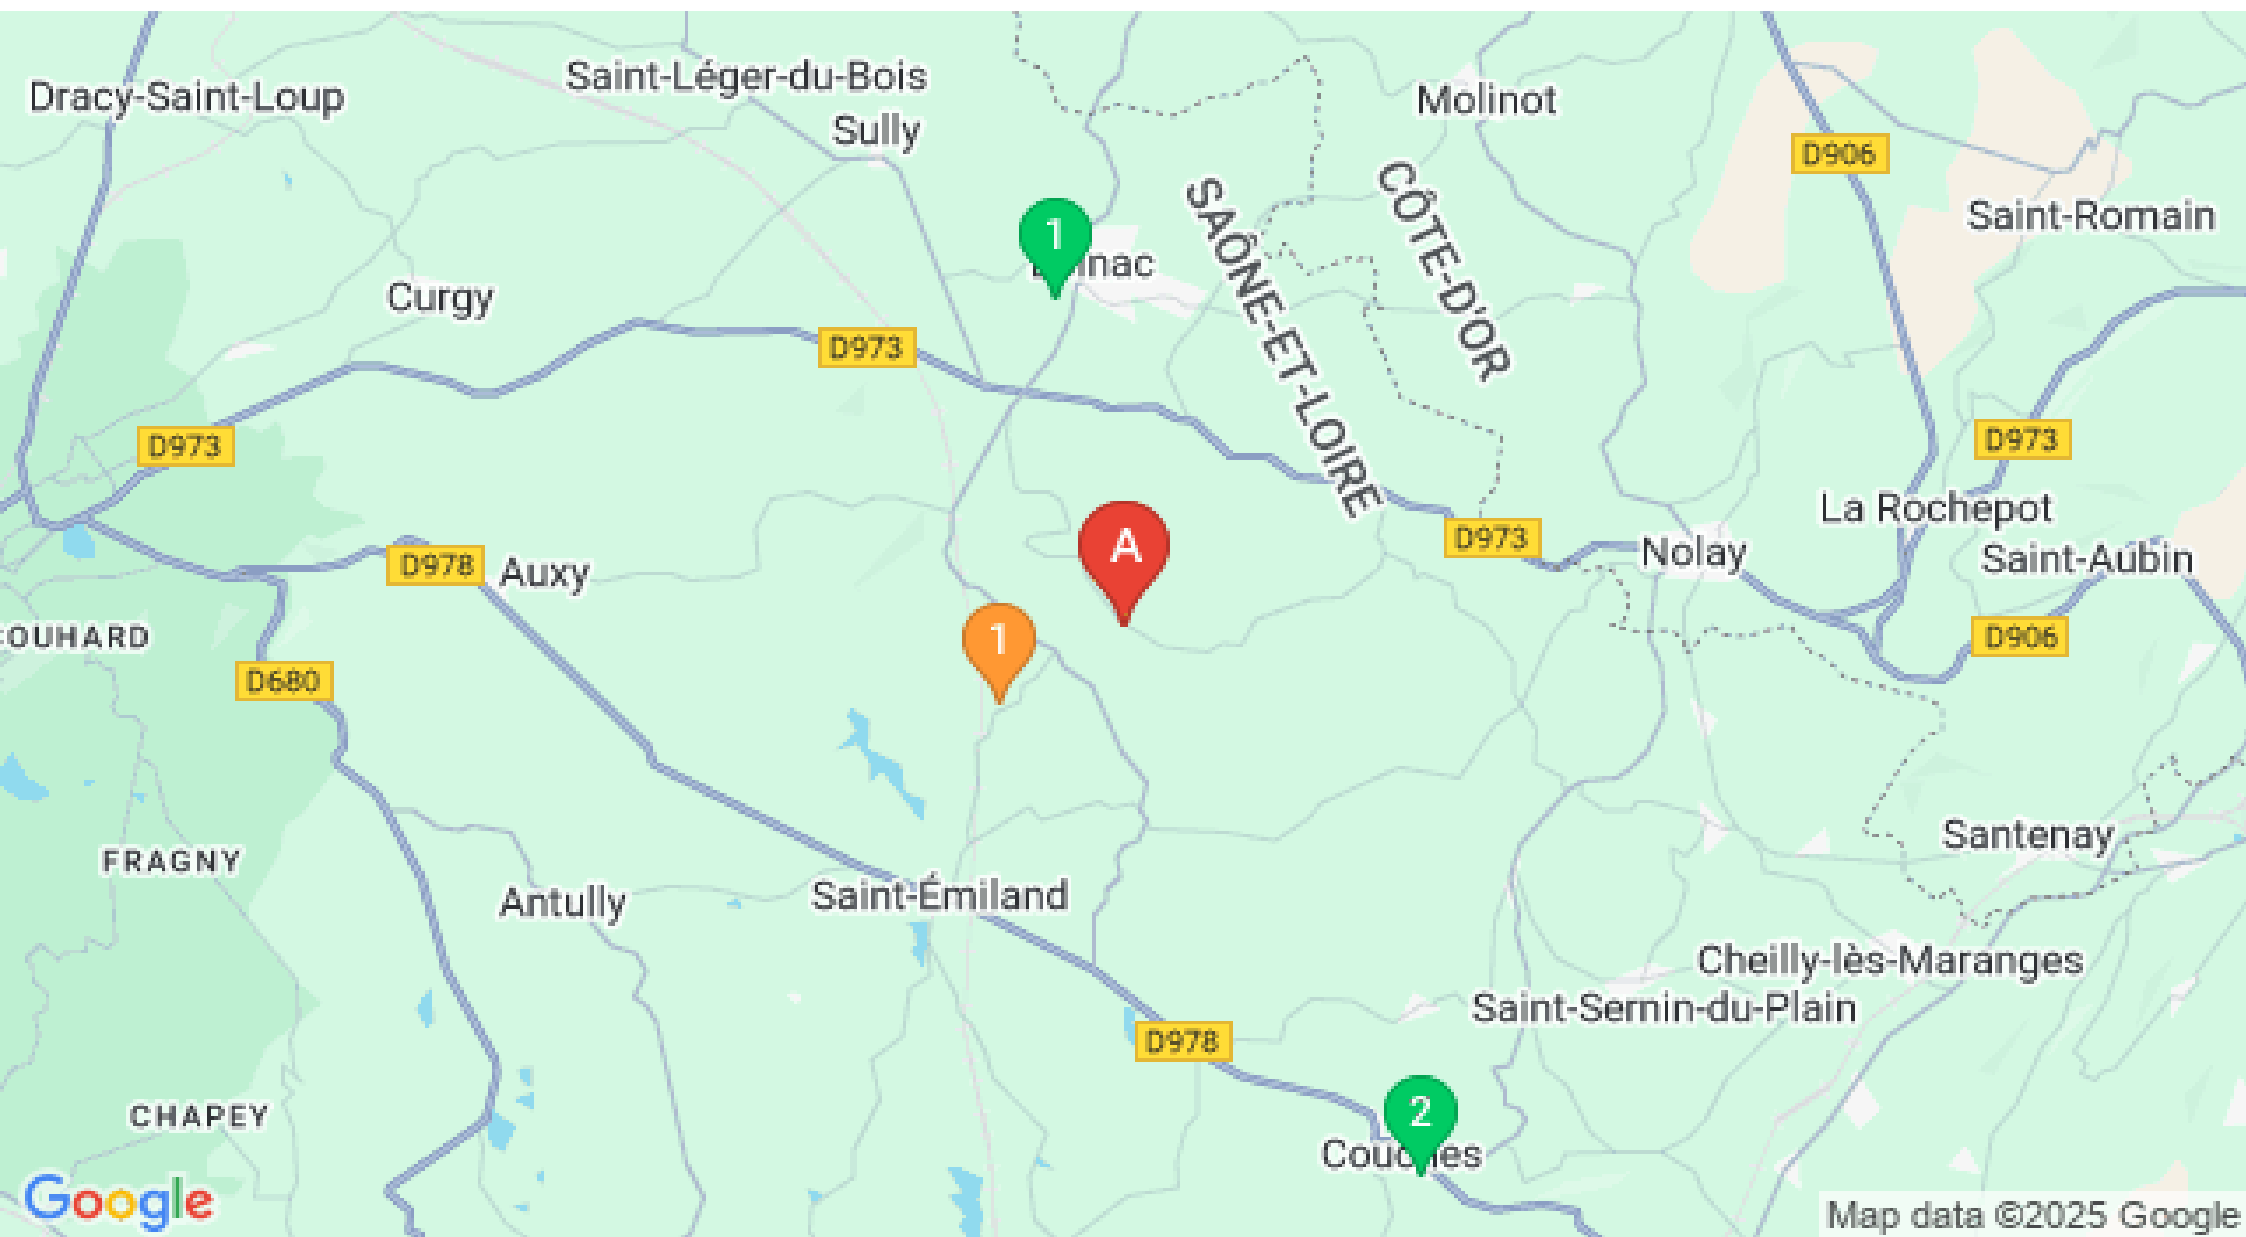 Saint-Léger-du-Bois
Dracy-Saint-Loup
Molinot
Sully
D906
Saint-Romain
1
Curgy
SAÔNE-ET-LOIRE
CÔTE-D'OR
D973
D973
D973
La Rochepot
A
D973
Nolay
Saint-Aubin
D978
Auxy
OUHARD
1
D906
D680
Santenay
FRAGNY
Antully
Saint-Émiland
Cheilly-lès-Maranges
Saint-Sernin-du-Plain
D978
CHAPEY
2
Google
Map data ©2025 Google